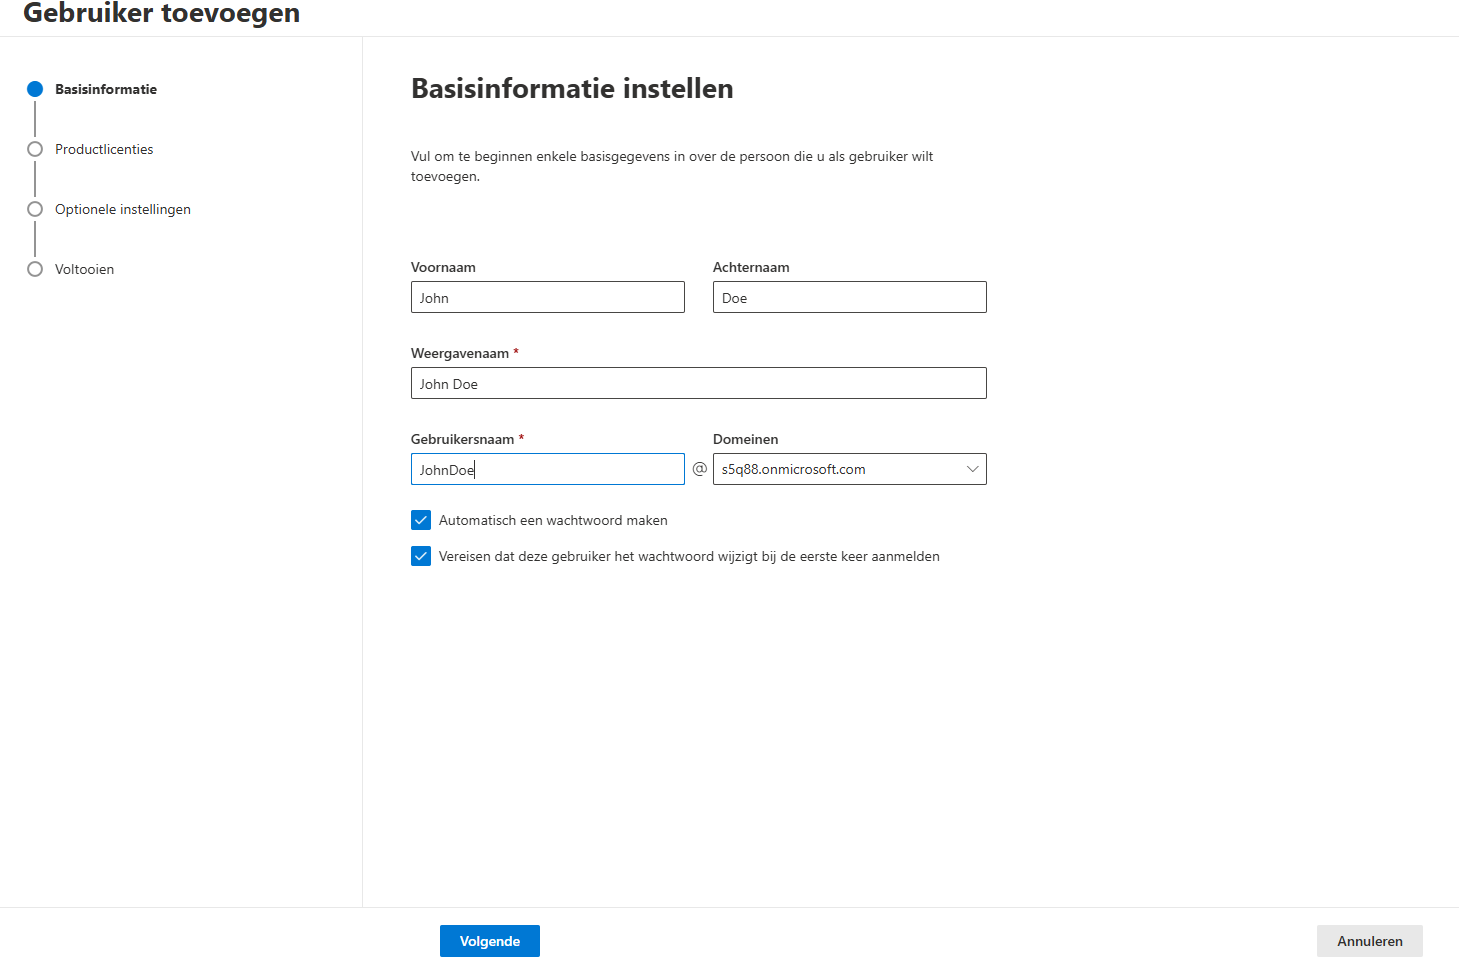 Gebruiker toevoegen
Basisinformatie
Productlicenties
Optionele instellingen
Voltooien
Basisinformatie instellen
Vul om te beginnen enkele basisgegevens in over de persoon die u als gebruiker wilt
toevoegen.
Voornaam
Achternaam
John
Doe
Weergavenaam *
John Doe
Gebruikersnaam *
Domeinen
JohnDoe
@
s5q88.onmicrosoft.com
Automatisch een wachtwoord maken
Vereisen dat deze gebruiker het wachtwoord wijzigt bij de eerste keer aanmelden
Volgende
Annuleren